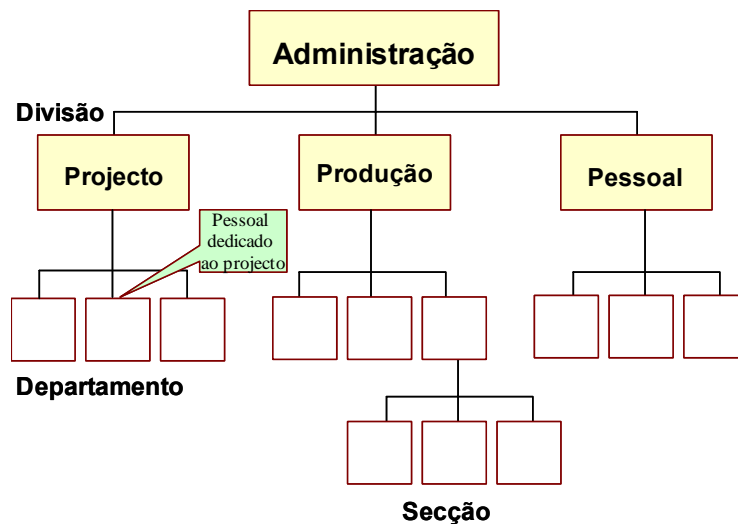 Administração
Divisão
Projecto
Produção
Pessoal
Pessoal
dedicado
ao projecto
Departamento
Secção